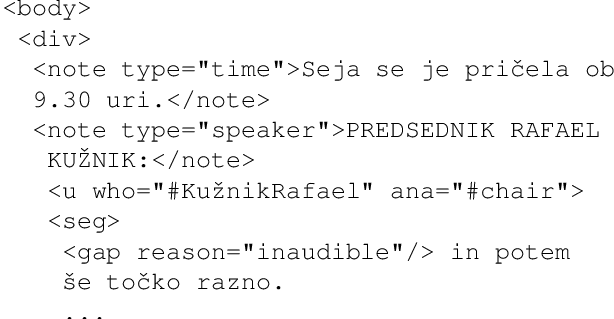 <body>
<div>
<note type="time">Seja se je pričela ob
9.30 uri.</note>
<note type="speaker">PREDSEDNIK RAFAEL
KUŽNIK:</note>
<u who="#KužnikRafael" ana="#chair">
<seg>
<gap reason="inaudible"/> in potem
še točko razno.
...